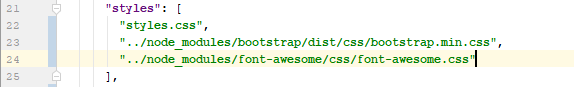 21 "styles": [
22 "styles.css",
23 "../node_modules/bootstrap/dist/css/bootstrap.min.css",
24 "../node_modules/font-awesome/css/font-awesome.css"
25 ],